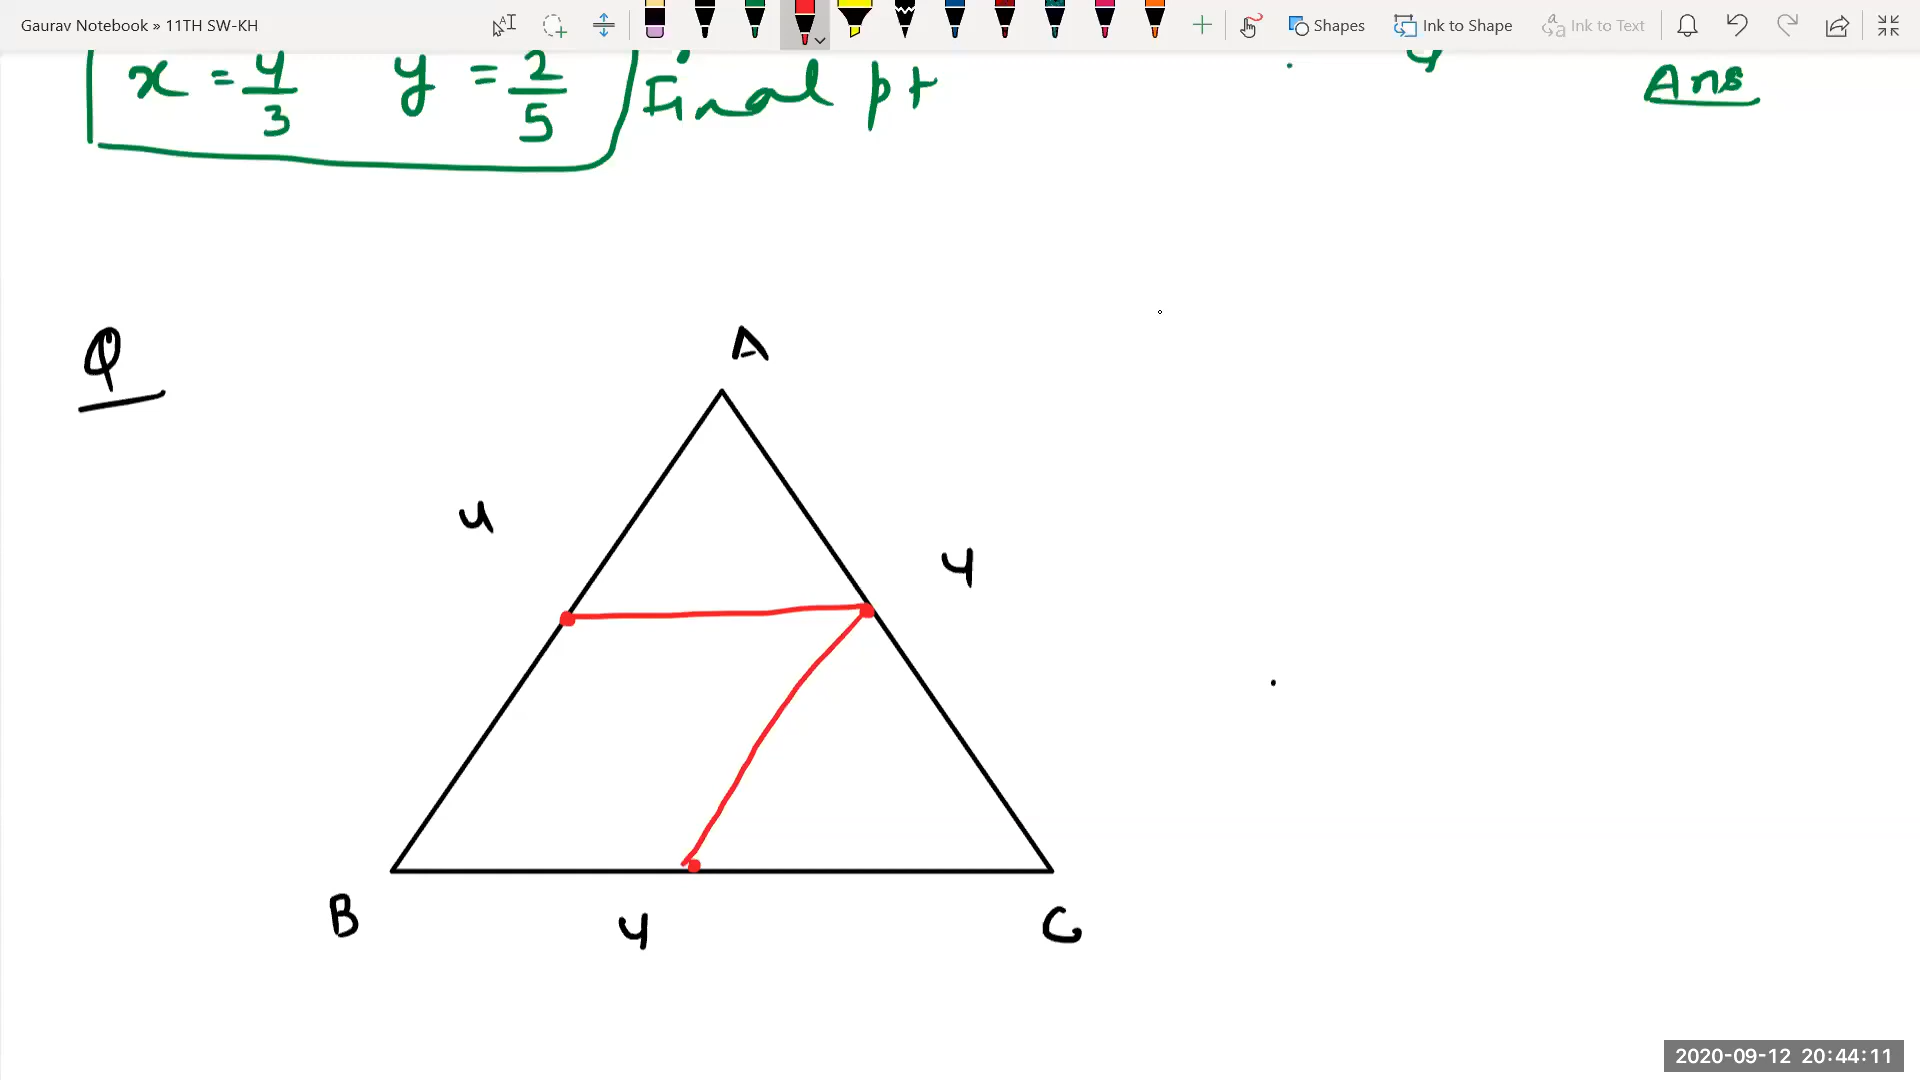 Gaurav Notebook » 11TH SW-KH
Shapes
Ink to Shape
Ink to Text
x = 4/3 y = 2/5 Final pt
Ans
Q
A
4
4
B
4
C
2020-09-12 20:44:11